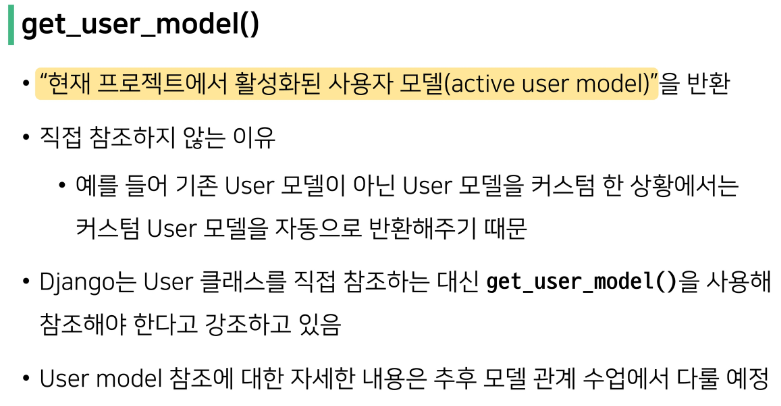 get_user_model()
• “현재 프로젝트에서 활성화된 사용자 모델(active user model)”을 반환
• 직접 참조하지 않는 이유
• 예를 들어 기존 User 모델이 아닌 User 모델을 커스텀 한 상황에서는
커스텀 User 모델을 자동으로 반환해주기 때문
• Django는 User 클래스를 직접 참조하는 대신 get_user_model()을 사용해
참조해야 한다고 강조하고 있음
• User model 참조에 대한 자세한 내용은 추후 모델 관계 수업에서 다룰 예정